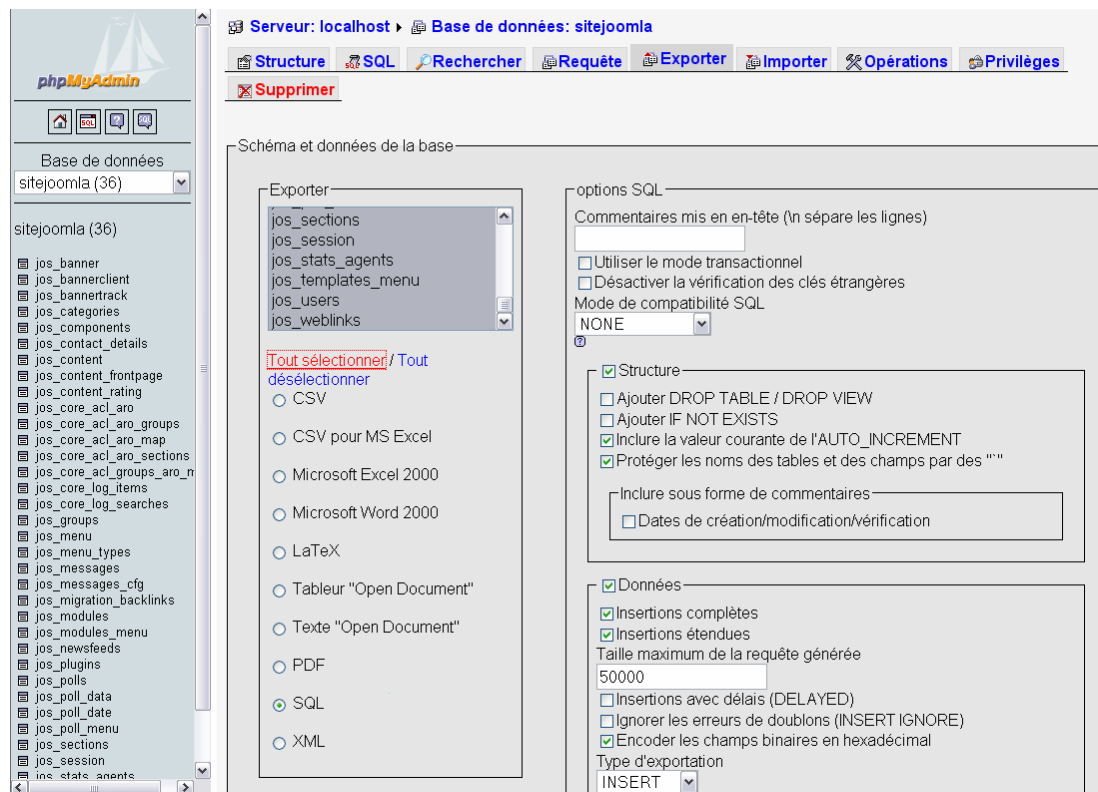 phpMyAdmin
SQL
SQL
Base de données
sitejoomla (36)
sitejoomla (36)
jos_banner
jos_bannerclient
jos_bannertrack
jos_categories
jos_components
jos_contact_details
jos_content
jos_content_frontpage
jos_content_rating
jos_core_acl_aro
jos_core_acl_aro_groups
jos_core_acl_aro_map
jos_core_acl_aro_sections
jos_core_acl_groups_aro_m
jos_core_log_items
jos_core_log_searches
jos_groups
jos_menu
jos_menu_types
jos_messages
jos_messages_cfg
jos_migration_backlinks
jos_modules
jos_modules_menu
jos_newsfeeds
jos_plugins
jos_polls
jos_poll_data
jos_poll_date
jos_poll_menu
jos_sections
jos_session
jos_stats_agents
Serveur: localhost Base de données: sitejoomla
Structure SQL Rechercher Requête Exporter Importer Opérations Privilèges
Supprimer
Schéma et données de la base
Exporter
jos_sections
jos_session
jos_stats_agents
jos_templates_menu
jos_users
jos_weblinks
Tout sélectionner / Tout
désélectionner
CSV
CSV pour MS Excel
Microsoft Excel 2000
Microsoft Word 2000
LaTeX
Tableur "Open Document"
Texte "Open Document"
PDF
SQL
XML
options SQL
Commentaires mis en en-tête (\n sépare les lignes)
Utiliser le mode transactionnel
Désactiver la vérification des clés étrangères
Mode de compatibilité SQL
NONE
Structure
Ajouter DROP TABLE / DROP VIEW
Ajouter IF NOT EXISTS
Inclure la valeur courante de l'AUTO_INCREMENT
Protéger les noms des tables et des champs par des "`"
Inclure sous forme de commentaires
Dates de création/modification/vérification
Données
Insertions complètes
Insertions étendues
Taille maximum de la requête générée
50000
Insertions avec délais (DELAYED)
Ignorer les erreurs de doublons (INSERT IGNORE)
Encoder les champs binaires en hexadécimal
Type d'exportation
INSERT